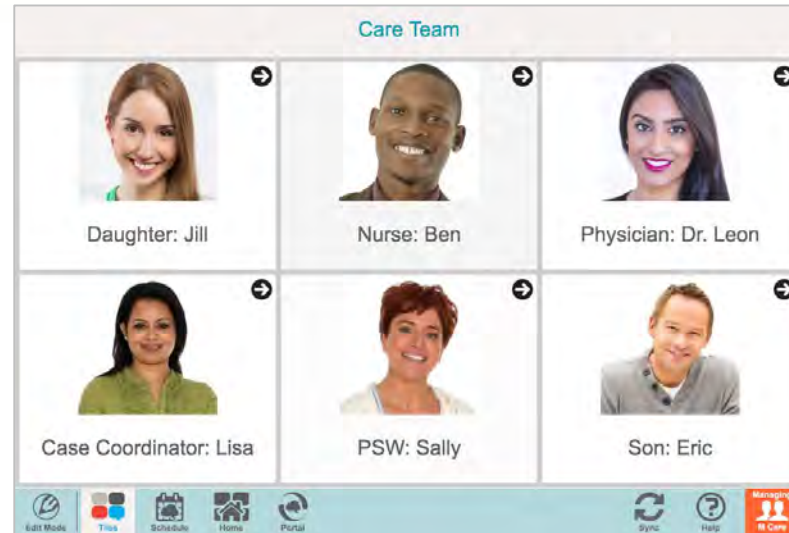 Care Team
Daughter: Jill
Nurse: Ben
Physician: Dr. Leon
Case Coordinator: Lisa
PSW: Sally
Son: Eric
Edit Mode
Tiles
Schedule
Home
Portal
Sync
Help
Managing
M Care